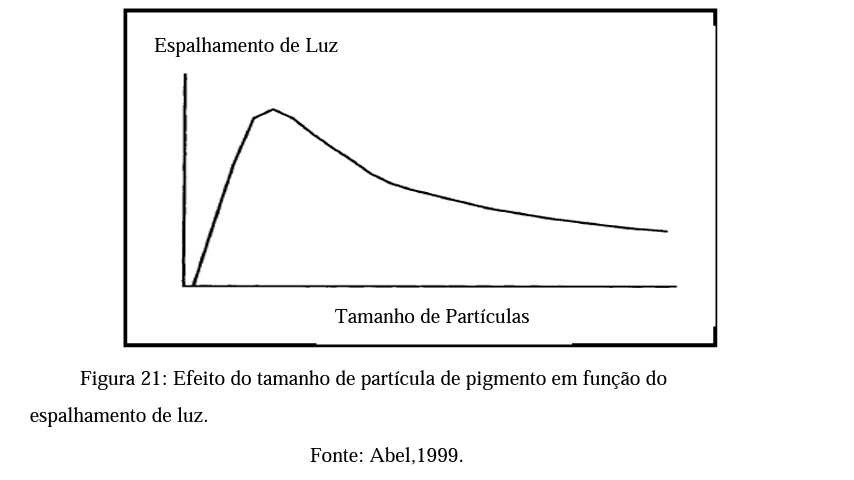 Espalhamento de Luz
Tamanho de Partículas
Figura 21: Efeito do tamanho de partícula de pigmento em função do
espalhamento de luz.
Fonte: Abel,1999.